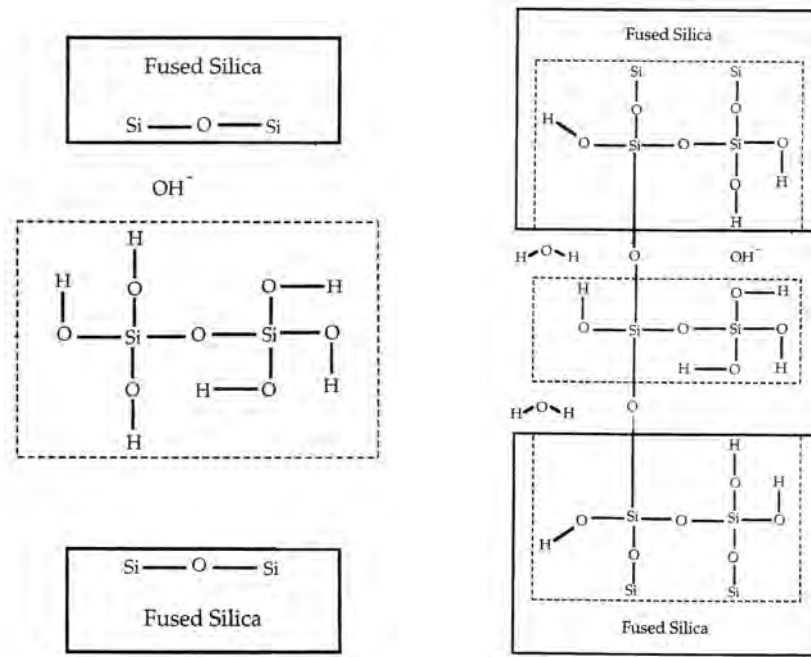 Fused Silica
Si O Si
OH⁻
H
H
O O H
O Si O Si O
O H O H
H
Si O Si
Fused Silica
Fused Silica
Si Si
O O
H
O Si O Si O
O H
H
H O H O OH⁻
H O H
O Si O Si O
H O H
H O H O
H
O H
O
Si O Si O
H O
O O
Si Si
Fused Silica